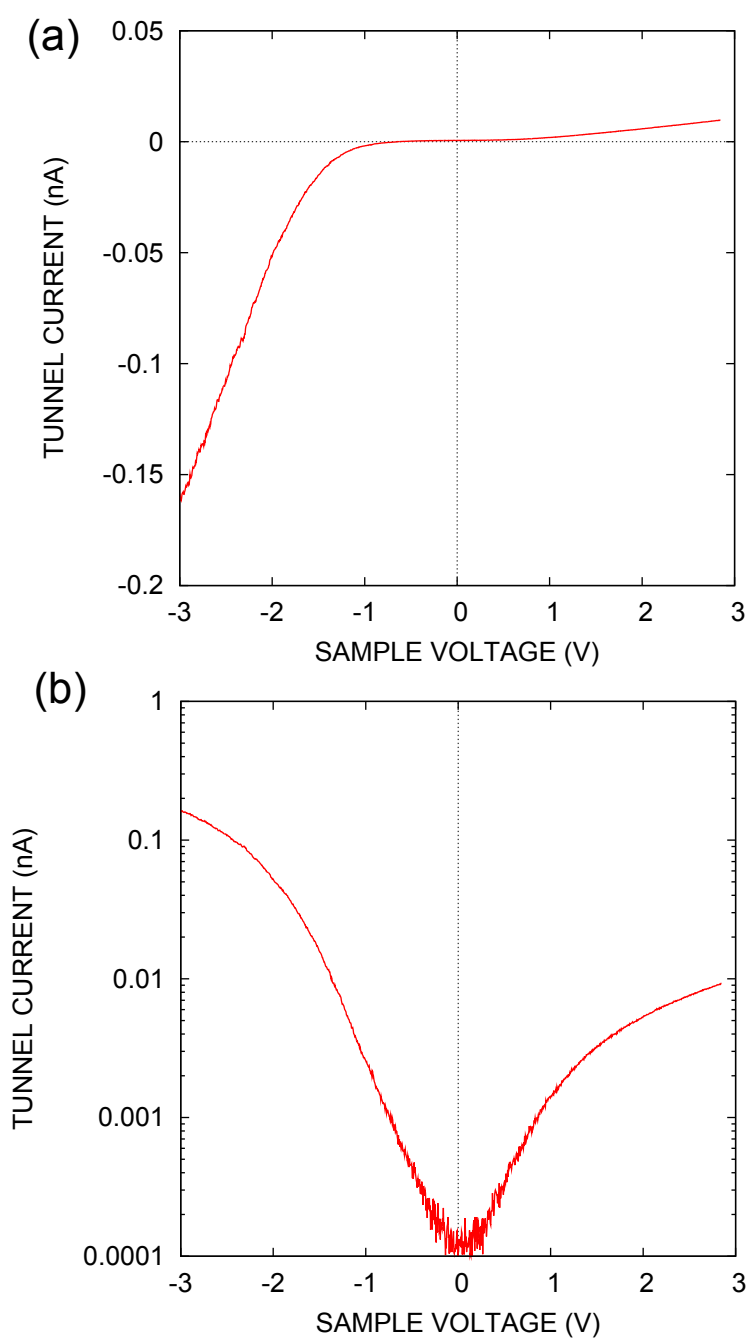 (a)
0.05
0
-0.05
-0.1
-0.15
-0.2
TUNNEL CURRENT (nA)
-3 -2 -1 0 1 2 3
SAMPLE VOLTAGE (V)
(b)
1
0.1
0.01
0.001
0.0001
TUNNEL CURRENT (nA)
-3 -2 -1 0 1 2 3
SAMPLE VOLTAGE (V)